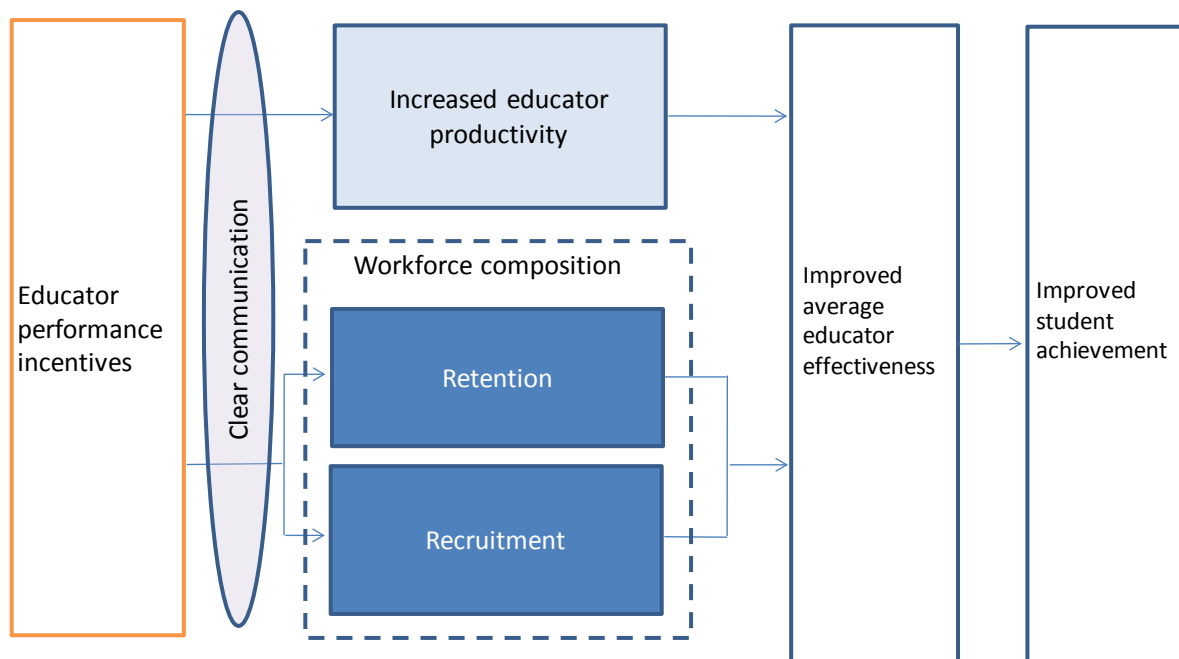 Educator
performance
incentives
Clear communication
Increased educator
productivity
Workforce composition
Retention
Recruitment
Improved
average
educator
effectiveness
Improved
student
achievement